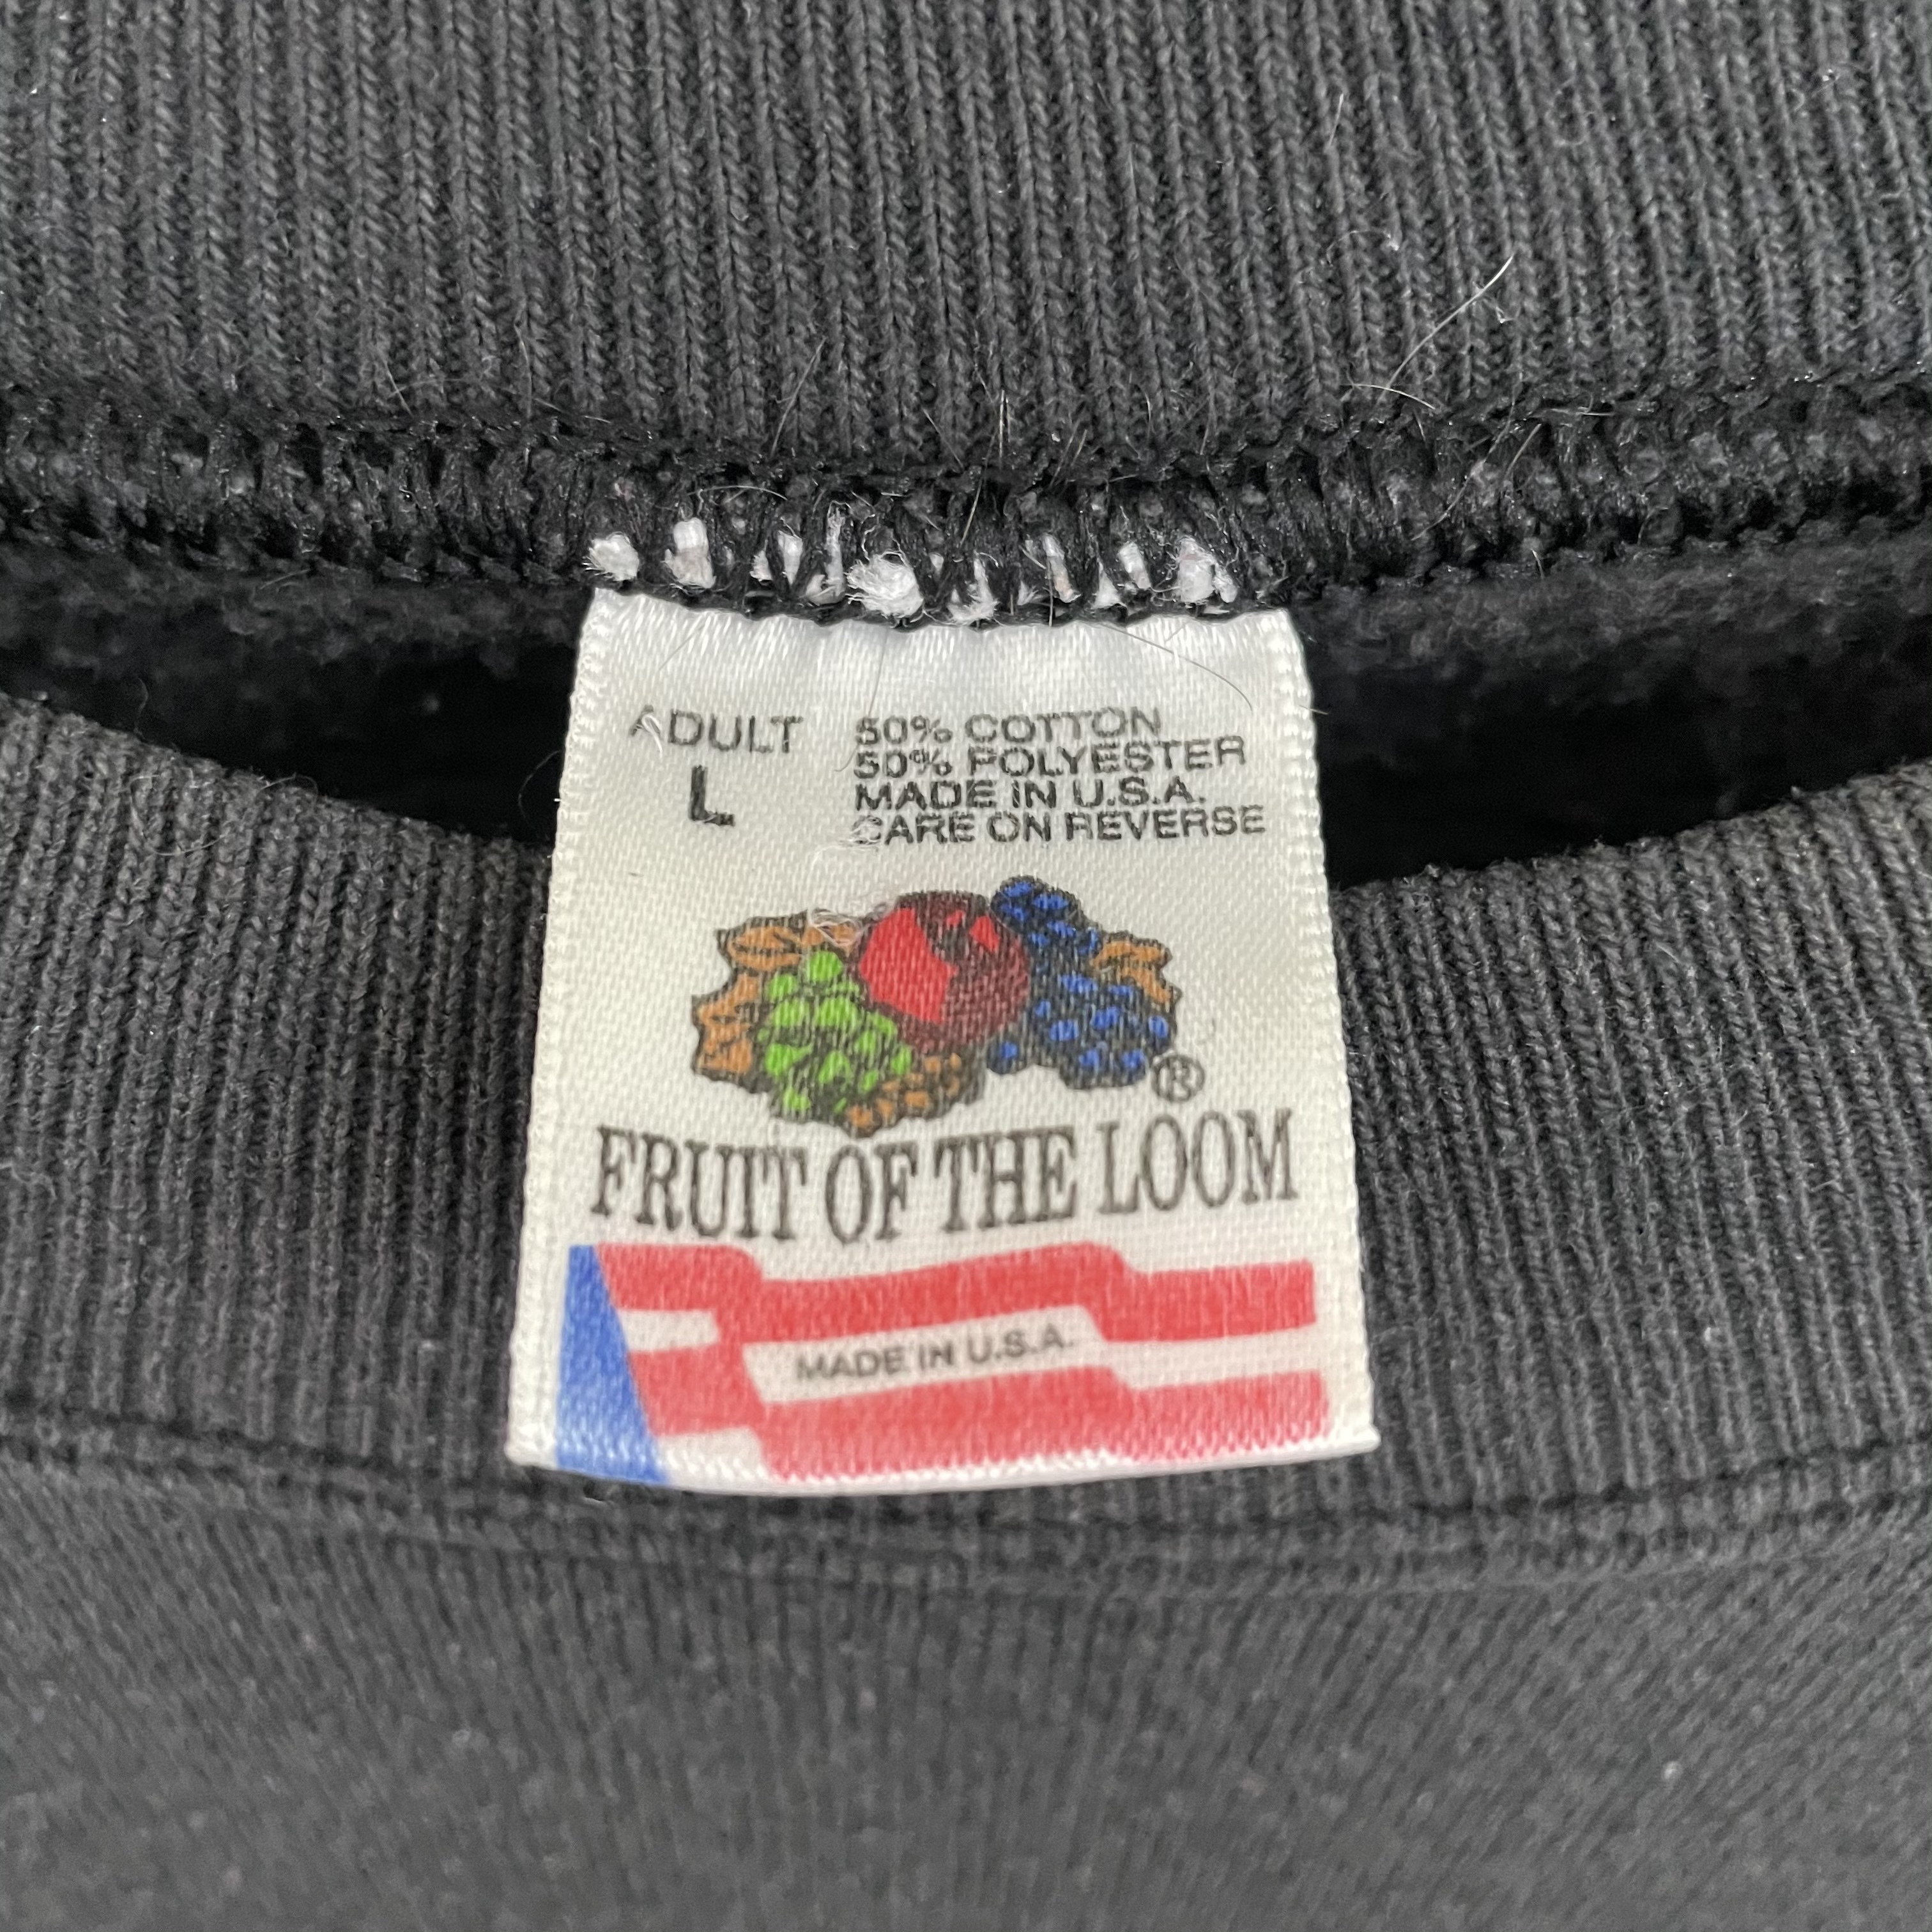 ADULT
L
50% COTTON
50% POLYESTER
MADE IN U.S.A.
CARE ON REVERSE
®
FRUIT OF THE LOOM
MADE IN U.S.A.